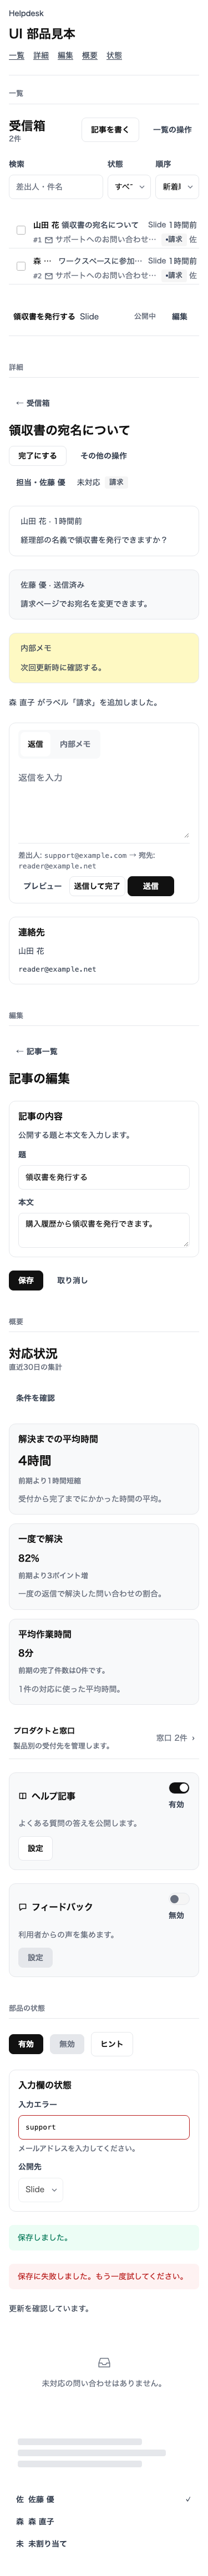 Helpdesk
UI 部品見本
一覧 詳細 編集 概要 状態
一覧
受信箱
2件
記事を書く
一覧の操作
検索 状態 順序
差出人・件名 すべ 新着順
山田 花 領収書の宛名について Slide 1時間前
#1 サポートへのお問い合わせ… •請求 佐
森 … ワークスペースに参加… Slide 1時間前
#2 サポートへのお問い合わせ… •請求 佐
領収書を発行する Slide 公開中 編集
詳細
← 受信箱
領収書の宛名について
完了にする その他の操作
担当・佐藤 優 未対応 請求
山田 花 · 1時間前
経理部の名義で領収書を発行できますか？
佐藤 優 · 送信済み
請求ページでお宛名を変更できます。
内部メモ
次回更新時に確認する。
森 直子 がラベル「請求」を追加しました。
返信 内部メモ
返信を入力
差出人: support@example.com → 宛先:
reader@example.net
プレビュー 送信して完了 送信
連絡先
山田 花
reader@example.net
編集
← 記事一覧
記事の編集
記事の内容
公開する題と本文を入力します。
題
領収書を発行する
本文
購入履歴から領収書を発行できます。
保存 取り消し
概要
対応状況
直近30日の集計
条件を確認
解決までの平均時間
4時間
前期より1時間短縮
受付から完了までにかかった時間の平均。
一度で解決
82%
前期より3ポイント増
一度の返信で解決した問い合わせの割合。
平均作業時間
8分
前期の完了件数は0件です。
1件の対応に使った平均時間。
プロダクトと窓口
製品別の受付先を管理します。
窓口 2件 ›
ヘルプ記事
有効
よくある質問の答えを公開します。
設定
フィードバック
無効
利用者からの声を集めます。
設定
部品の状態
有効 無効 ヒント
入力欄の状態
入力エラー
support
メールアドレスを入力してください。
公開先
Slide
保存しました。
保存に失敗しました。もう一度試してください。
更新を確認しています。
未対応の問い合わせはありません。
佐 佐藤 優 ✓
森 森 直子
未 未割り当て